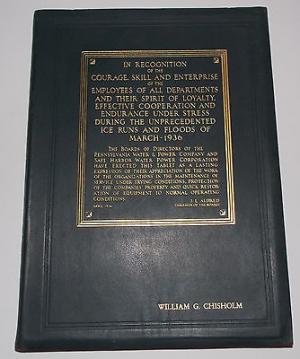 IN RECOGNITION
OF THE
COURAGE, SKILL AND ENTERPRISE
OF THE
EMPLOYEES OF ALL DEPARTMENTS
AND THEIR SPIRIT OF LOYALTY,
EFFECTIVE COOPERATION AND
ENDURANCE UNDER STRESS
DURING THE UNPRECEDENTED
ICE RUNS AND FLOODS OF
MARCH-1936
THE BOARDS OF DIRECTORS OF THE
PENNSYLVANIA WATER & POWER COMPANY AND
SAFE HARBOR WATER POWER CORPORATION
HAVE ERECTED THIS TABLET AS A LASTING
EXPRESSION OF THEIR APPRECIATION OF THE WORK
OF THE ORGANIZATIONS IN THE MAINTENANCE OF
SERVICE UNDER TRYING CONDITIONS, PROTECTION
OF THE COMPANIES' PROPERTY AND QUICK RESTOR-
ATION OF EQUIPMENT TO NORMAL OPERATING
CONDITIONS.
J. E. ALDRED
CHAIRMAN OF THE BOARDS
WILLIAM G. CHISHOLM